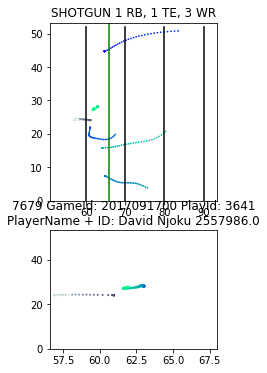 SHOTGUN 1 RB, 1 TE, 3 WR
50
40
30
20
10
0
60 70 80 90
7679 GameId: 2017091700 PlayId: 3641
PlayerName + ID: David Njoku 2557986.0
40
20
0
57.5 60.0 62.5 65.0 67.5